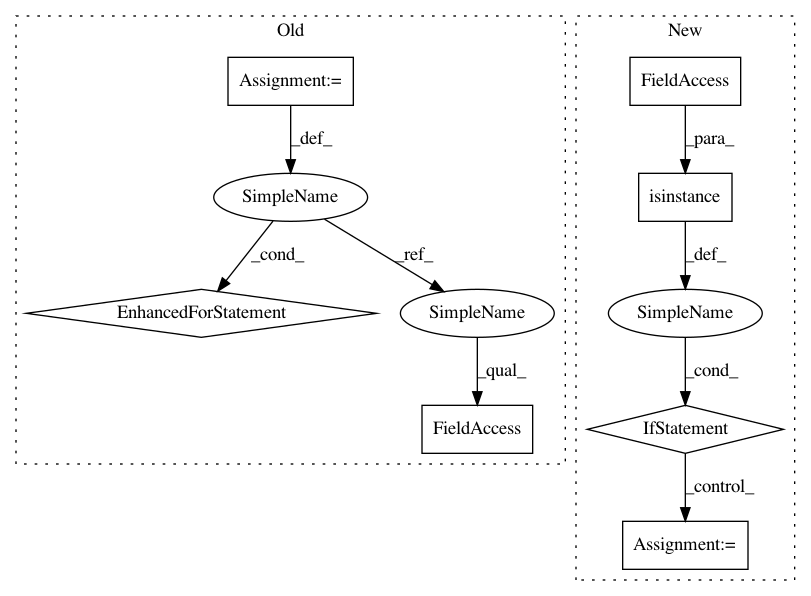 Old
New
Assignment:=
FieldAccess
_def_
_para_
SimpleName
isinstance
_cond_
_ref_
_def_
EnhancedForStatement
SimpleName
SimpleName
_qual_
_cond_
FieldAccess
IfStatement
_control_
Assignment:=